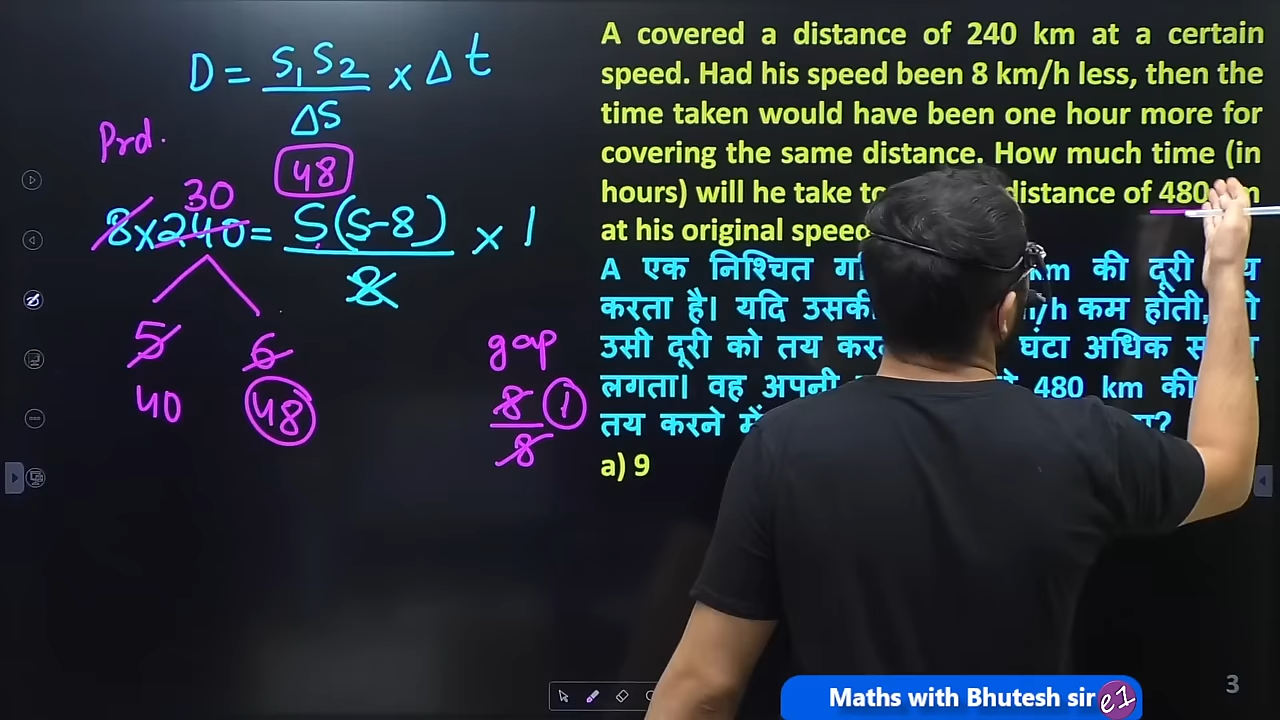 D = S₁ S₂ / ΔS × Δt
Prd.
48
30
8×240 = S(S-8) / 8 × 1
5 6
40 48
gap
8 1
8
A covered a distance of 240 km at a certain
speed. Had his speed been 8 km/h less, then the
time taken would have been one hour more for
covering the same distance. How much time (in
hours) will he take to distance of 480
at his original speed
A एक निश्चित km की दूरी
करता है। यदि उसकी कम होती,
उसी दूरी को तय घंटा अधिक
लगता। वह अपनी 480 km की
तय करने में
a) 9
Maths with Bhutesh sir e1
3